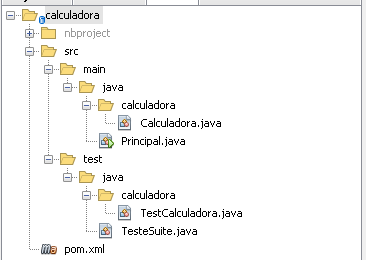 calculadora
nbproject
src
main
java
calculadora
Calculadora.java
Principal.java
test
java
calculadora
TestCalculadora.java
TesteSuite.java
pom.xml